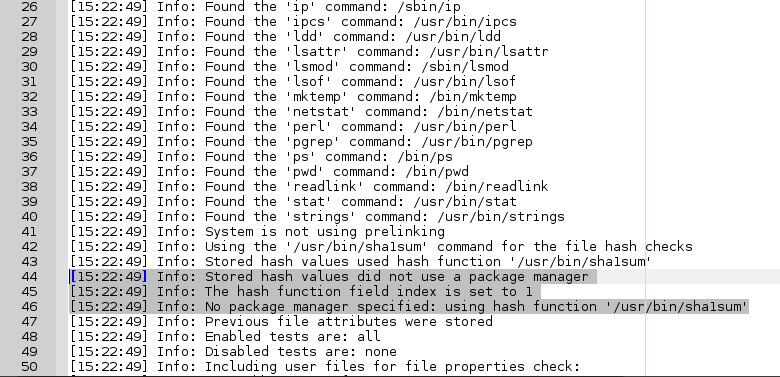 26 [15:22:49] Info: Found the 'ip' command: /sbin/ip
27 [15:22:49] Info: Found the 'ipcs' command: /usr/bin/ipcs
28 [15:22:49] Info: Found the 'ldd' command: /usr/bin/ldd
29 [15:22:49] Info: Found the 'lsattr' command: /usr/bin/lsattr
30 [15:22:49] Info: Found the 'lsmod' command: /sbin/lsmod
31 [15:22:49] Info: Found the 'lsof' command: /usr/bin/lsof
32 [15:22:49] Info: Found the 'mktemp' command: /bin/mktemp
33 [15:22:49] Info: Found the 'netstat' command: /bin/netstat
34 [15:22:49] Info: Found the 'perl' command: /usr/bin/perl
35 [15:22:49] Info: Found the 'pgrep' command: /usr/bin/pgrep
36 [15:22:49] Info: Found the 'ps' command: /bin/ps
37 [15:22:49] Info: Found the 'pwd' command: /bin/pwd
38 [15:22:49] Info: Found the 'readlink' command: /bin/readlink
39 [15:22:49] Info: Found the 'stat' command: /usr/bin/stat
40 [15:22:49] Info: Found the 'strings' command: /usr/bin/strings
41 [15:22:49] Info: System is not using prelinking
42 [15:22:49] Info: Using the '/usr/bin/sha1sum' command for the file hash checks
43 [15:22:49] Info: Stored hash values used hash function '/usr/bin/sha1sum'
44 [15:22:49] Info: Stored hash values did not use a package manager
45 [15:22:49] Info: The hash function field index is set to 1
46 [15:22:49] Info: No package manager specified: using hash function '/usr/bin/sha1sum'
47 [15:22:49] Info: Previous file attributes were stored
48 [15:22:49] Info: Enabled tests are: all
49 [15:22:49] Info: Disabled tests are: none
50 [15:22:49] Info: Including user files for file properties check: